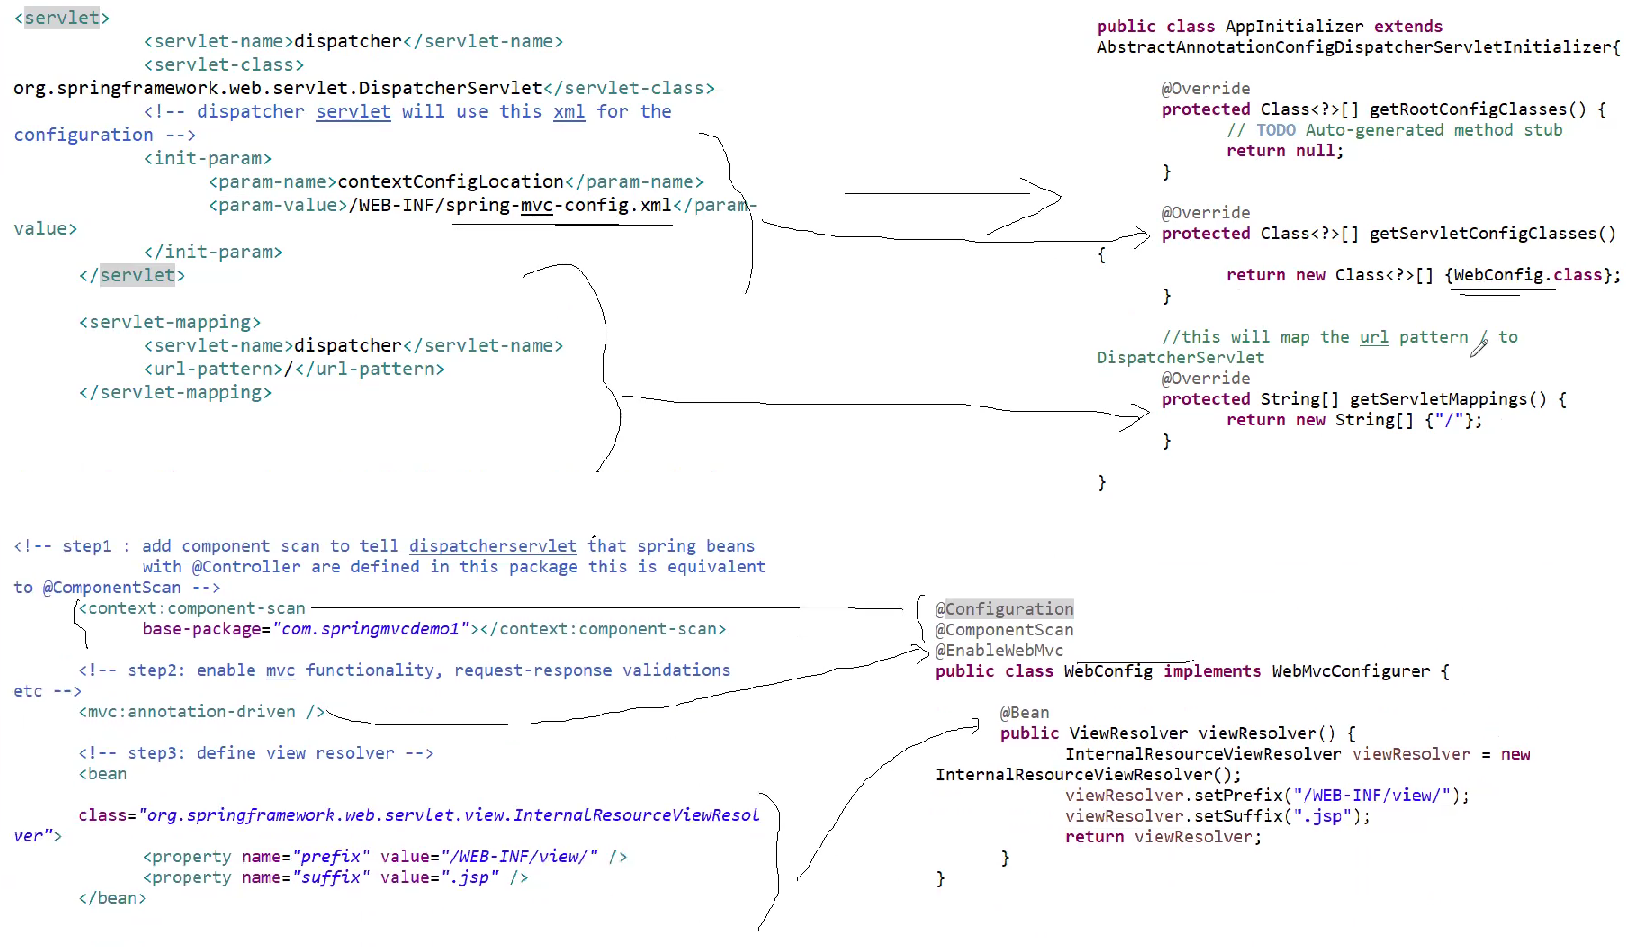 <servlet>
<servlet-name>dispatcher</servlet-name>
<servlet-class>
org.springframework.web.servlet.DispatcherServlet</servlet-class>
<!-- dispatcher servlet will use this xml for the
configuration -->
<init-param>
<param-name>contextConfigLocation</param-name>
<param-value>/WEB-INF/spring-mvc-config.xml</param-
value>
</init-param>
</servlet>
<servlet-mapping>
<servlet-name>dispatcher</servlet-name>
<url-pattern>/</url-pattern>
</servlet-mapping>
public class AppInitializer extends
AbstractAnnotationConfigDispatcherServletInitializer{
@Override
protected Class<?>[] getRootConfigClasses() {
// TODO Auto-generated method stub
return null;
}
@Override
protected Class<?>[] getServletConfigClasses()
{
return new Class<?>[] {WebConfig.class};
}
//this will map the url pattern / to
DispatcherServlet
@Override
protected String[] getServletMappings() {
return new String[] {"/"};
}
}
<!-- step1 : add component scan to tell dispatcherservlet that spring beans
with @Controller are defined in this package this is equivalent
to @ComponentScan -->
<context:component-scan
base-package="com.springmvcdemo1"></context:component-scan>
<!-- step2: enable mvc functionality, request-response validations
etc -->
<mvc:annotation-driven />
<!-- step3: define view resolver -->
<bean
class="org.springframework.web.servlet.view.InternalResourceViewResol
ver">
<property name="prefix" value="/WEB-INF/view/" />
<property name="suffix" value=".jsp" />
</bean>
@Configuration
@ComponentScan
@EnableWebMvc
public class WebConfig implements WebMvcConfigurer {
@Bean
public ViewResolver viewResolver() {
InternalResourceViewResolver viewResolver = new
InternalResourceViewResolver();
viewResolver.setPrefix("/WEB-INF/view/");
viewResolver.setSuffix(".jsp");
return viewResolver;
}
}